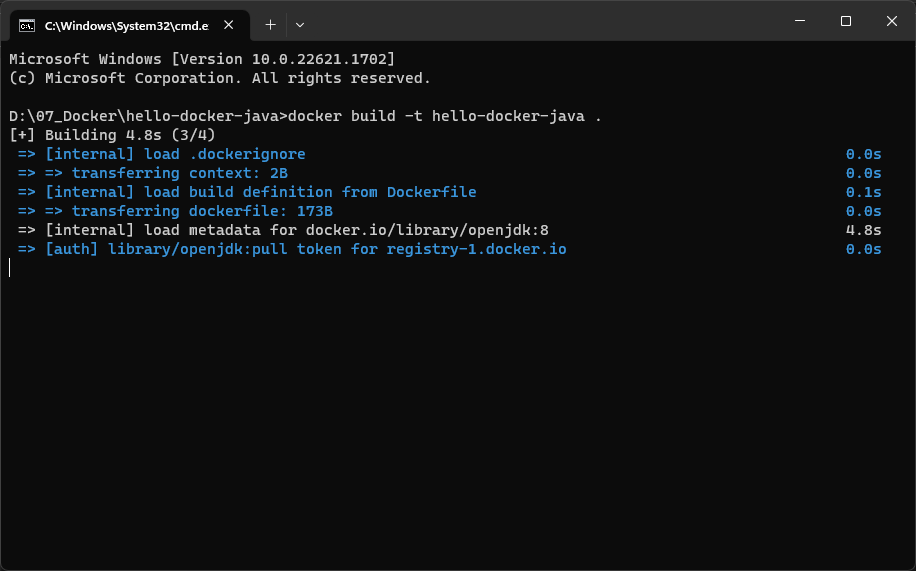 C:\Windows\System32\cmd.e
Microsoft Windows [Version 10.0.22621.1702]
(c) Microsoft Corporation. All rights reserved.
D:\07_Docker\hello-docker-java>docker build -t hello-docker-java .
[+] Building 4.8s (3/4)
=> [internal] load .dockerignore 0.0s
=> => transferring context: 2B 0.0s
=> [internal] load build definition from Dockerfile 0.1s
=> => transferring dockerfile: 173B 0.0s
=> [internal] load metadata for docker.io/library/openjdk:8 4.8s
=> [auth] library/openjdk:pull token for registry-1.docker.io 0.0s